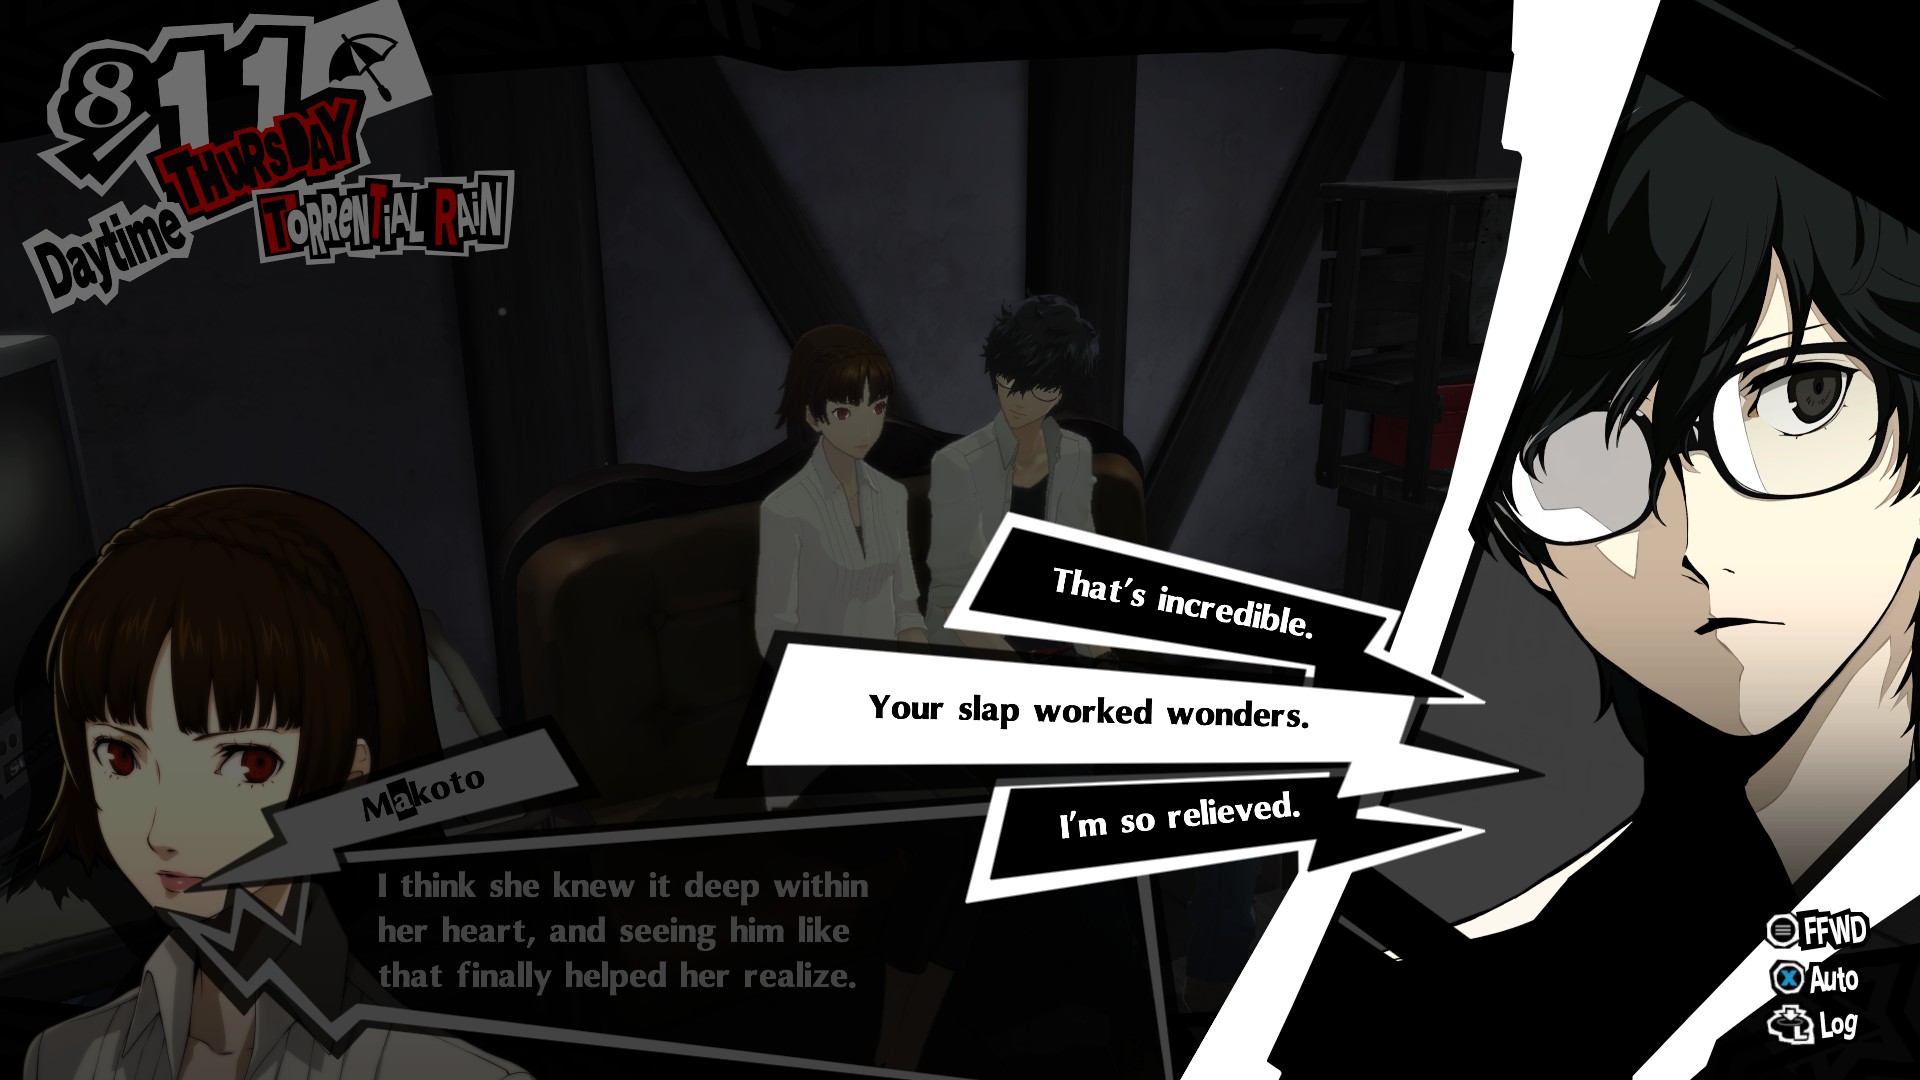 8/11
THURSDAY
Daytime
TORRENTIAL RAIN
That's incredible.
Your slap worked wonders.
I'm so relieved.
Makoto
I think she knew it deep within
her heart, and seeing him like
that finally helped her realize.
FFWD
X Auto
L Log